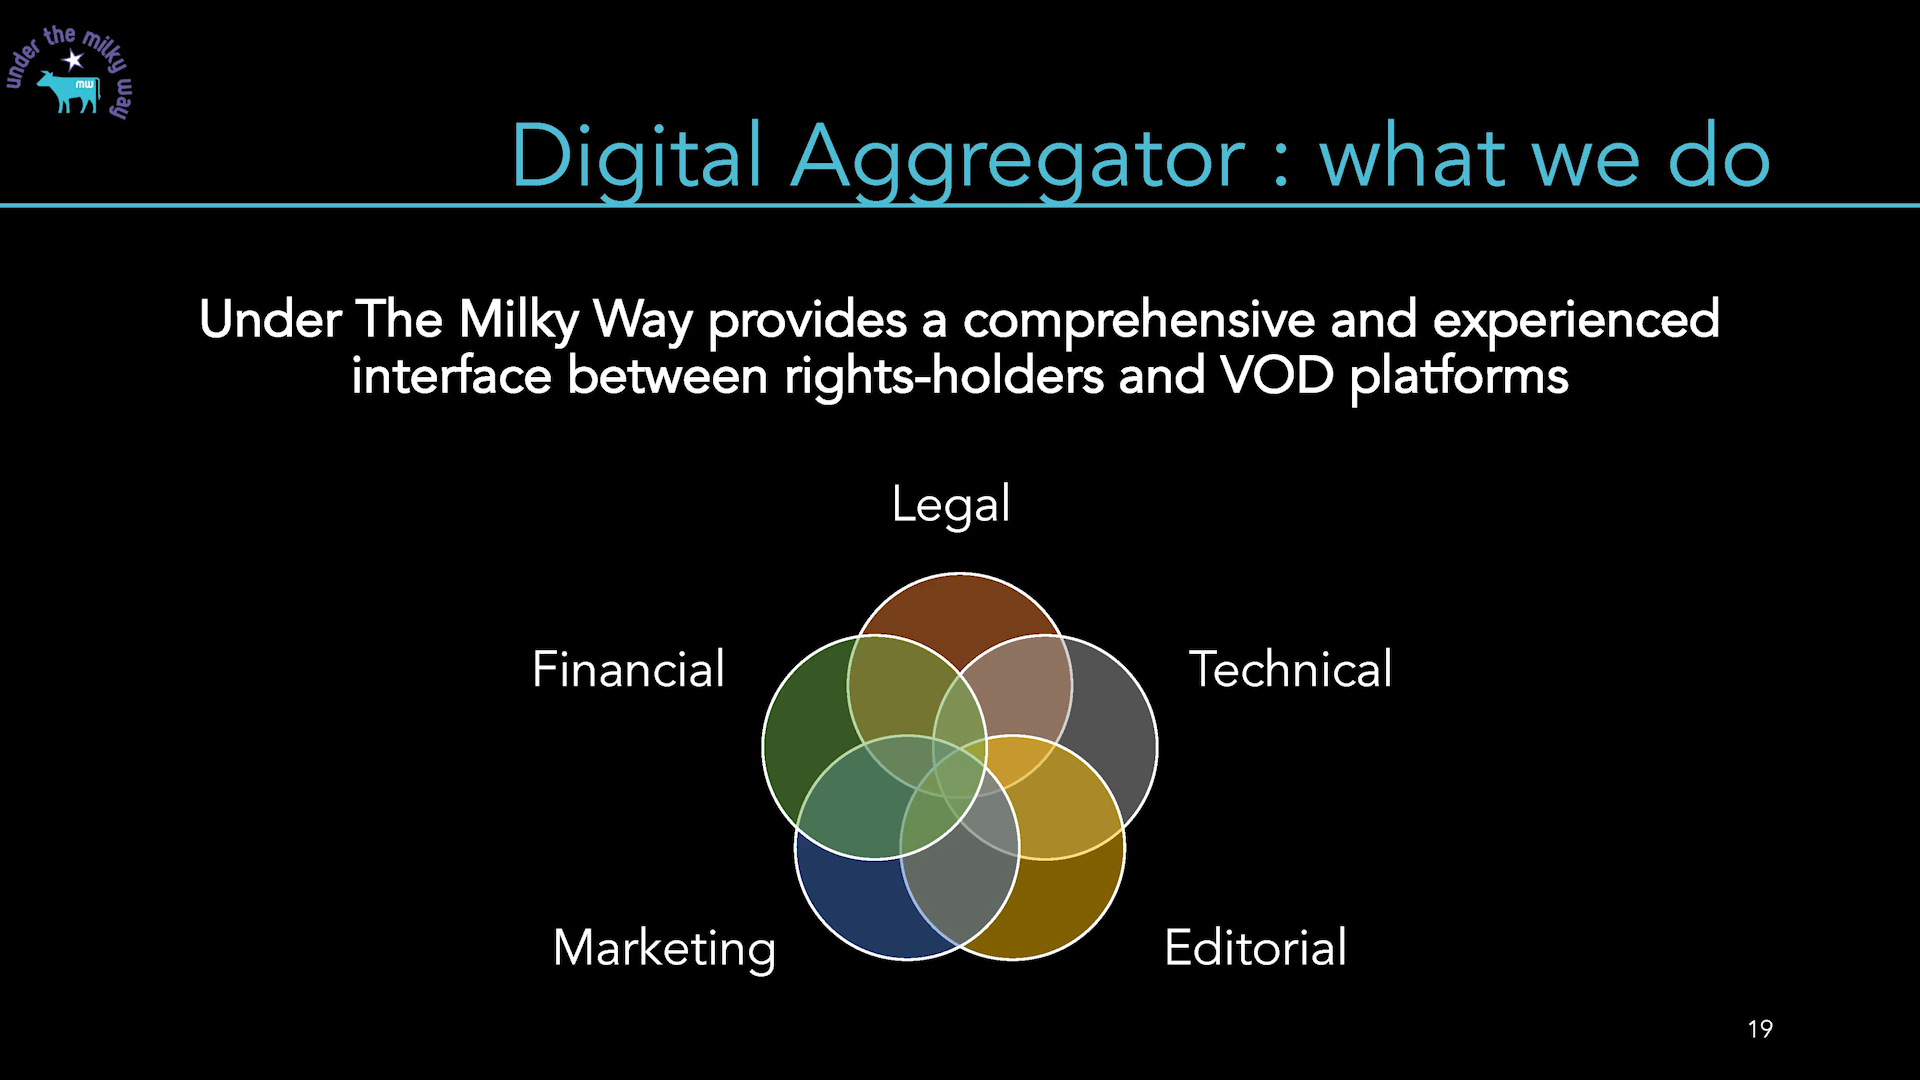 under the milky way
mw
Digital Aggregator : what we do
Under The Milky Way provides a comprehensive and experienced
interface between rights-holders and VOD platforms
Legal
Financial
Technical
Marketing
Editorial
19